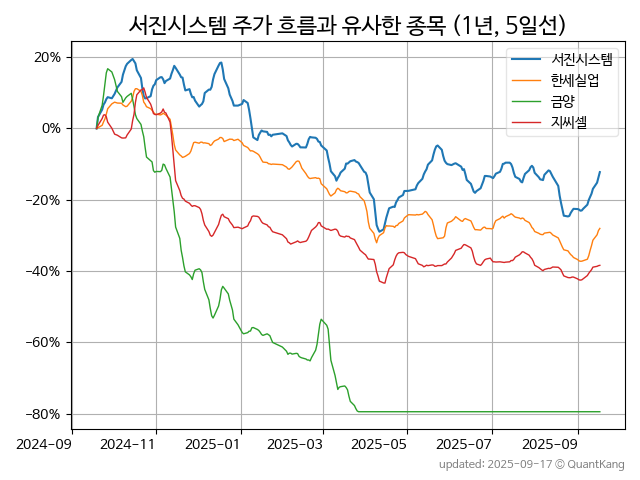 서진시스템 주가 흐름과 유사한 종목 (1년, 5일선)
서진시스템
한세실업
금양
지씨셀
20%
0%
−20%
−40%
−60%
−80%
2024-09
2024-11
2025-01
2025-03
2025-05
2025-07
2025-09
updated: 2025-09-17 © QuantKang